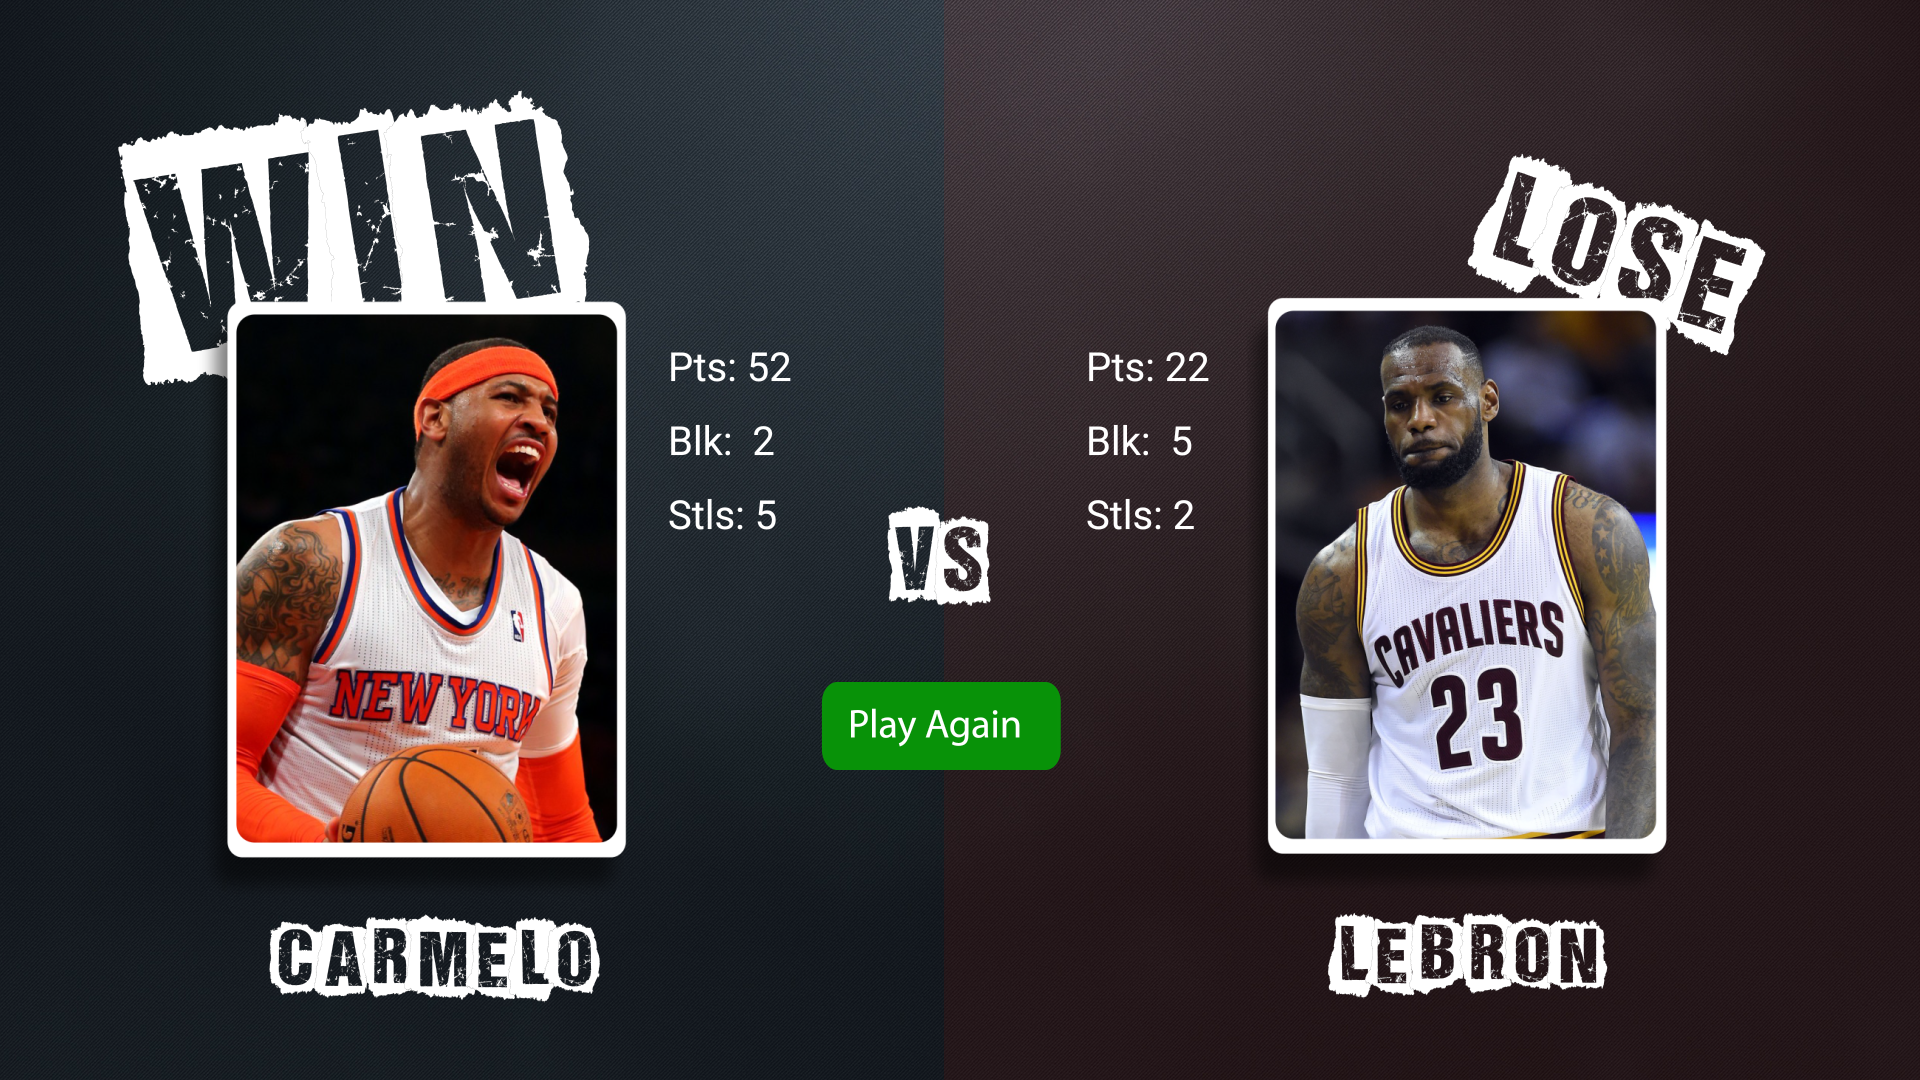 WIN
LOSE
Pts: 52
Blk: 2
Stls: 5
VS
Pts: 22
Blk: 5
Stls: 2
NEW YORK
CAVALIERS
23
Play Again
CARMELO
LEBRON